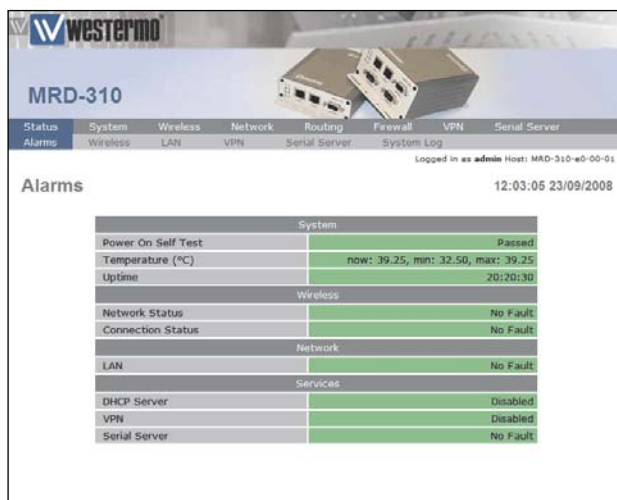 westermo
MRD-310
Status System Wireless Network Routing Firewall VPN Serial Server
Alarms Wireless LAN VPN Serial Server System Log
Logged in as admin Host: MRD-310-e0-00-01
Alarms 12:03:05 23/09/2008
System
Power On Self Test Passed
Temperature (°C) now: 39.25, min: 32.50, max: 39.25
Uptime 20:20:30
Wireless
Network Status No Fault
Connection Status No Fault
Network
LAN No Fault
Services
DHCP Server Disabled
VPN Disabled
Serial Server No Fault